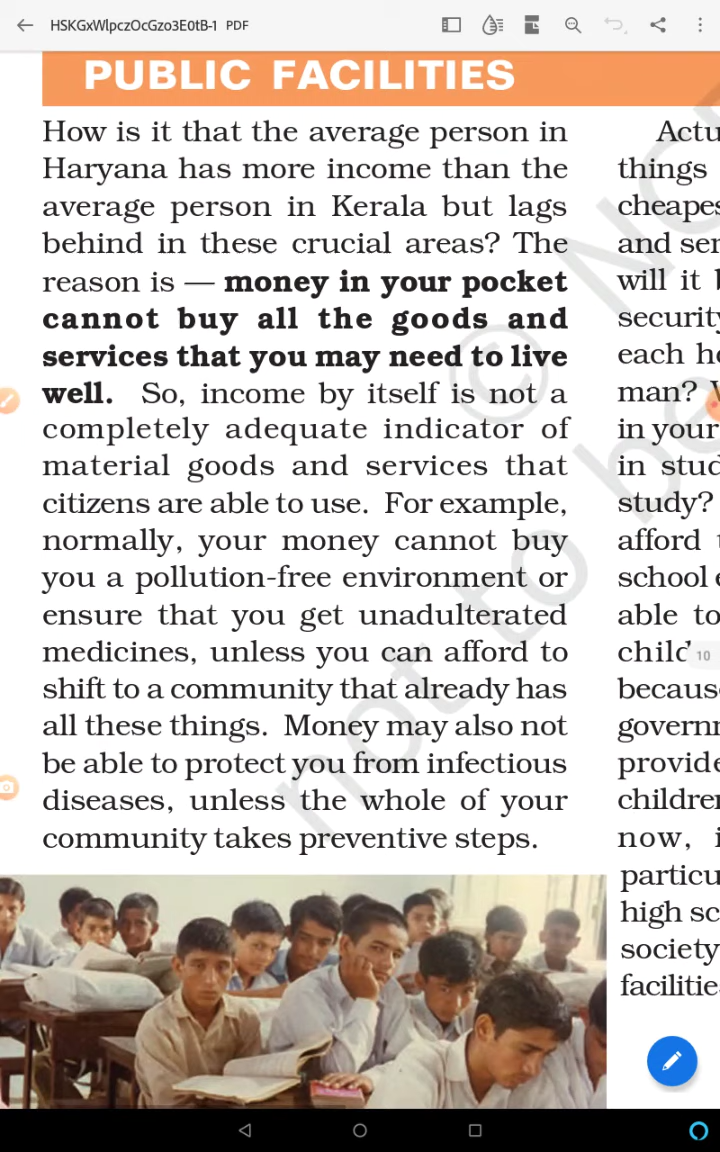 HSKGxWlpczOcGzo3E0tB-1 PDF
PUBLIC FACILITIES
How is it that the average person in
Haryana has more income than the
average person in Kerala but lags
behind in these crucial areas? The
reason is — money in your pocket
cannot buy all the goods and
services that you may need to live
well. So, income by itself is not a
completely adequate indicator of
material goods and services that
citizens are able to use. For example,
normally, your money cannot buy
you a pollution-free environment or
ensure that you get unadulterated
medicines, unless you can afford to
shift to a community that already has
all these things. Money may also not
be able to protect you from infectious
diseases, unless the whole of your
community takes preventive steps.
Actu
things
cheapes
and ser
will it b
security
each ho
man? W
in your
in stud
study?
afford t
school e
able to
child
because
governm
provide
children
now, i
particu
high sc
society
facilitie
10
© NC
not to be